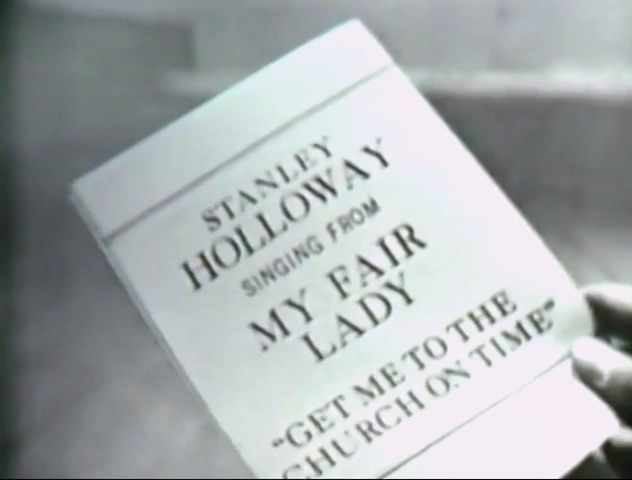 STANLEY
HOLLOWAY
SINGING FROM
MY FAIR
LADY
"GET ME TO THE
CHURCH ON TIME"